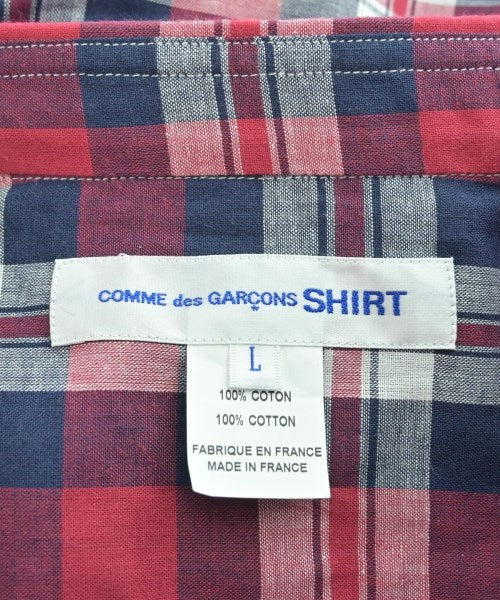 COMME des GARÇONS SHIRT
L
100% COTON
100% COTTON
FABRIQUE EN FRANCE
MADE IN FRANCE